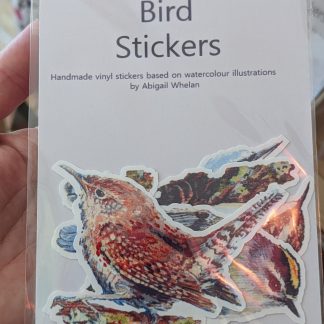 Bird
Stickers
Handmade vinyl stickers based on watercolour illustrations
by Abigail Whelan